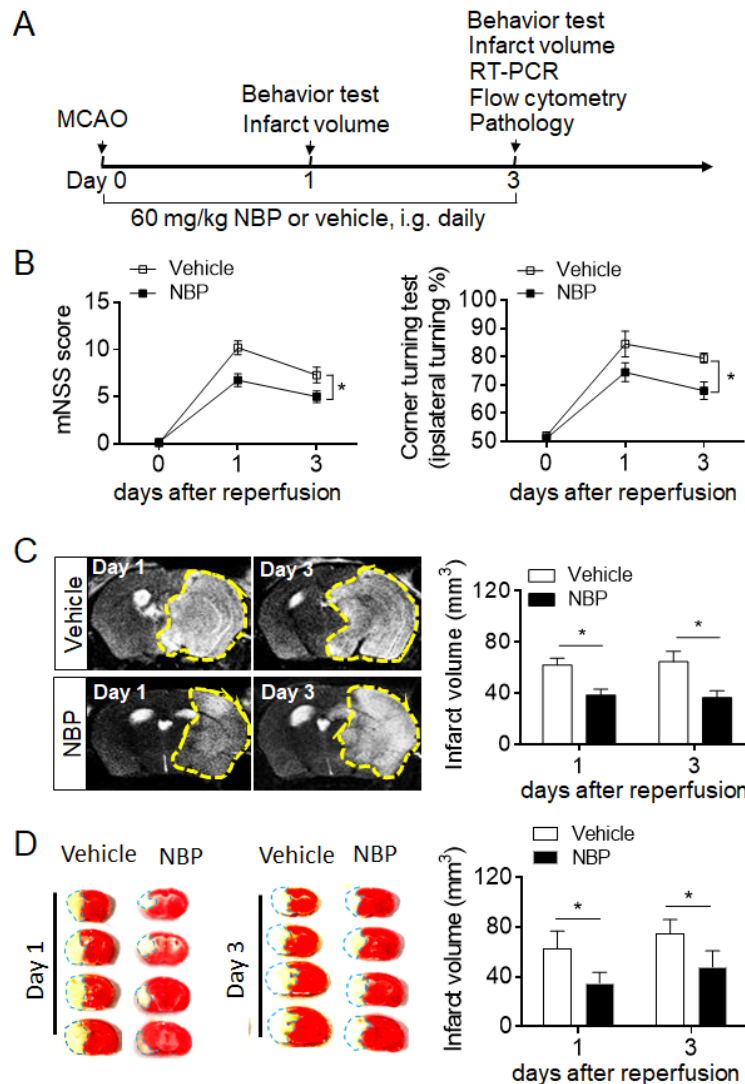 A
Behavior test
Infarct volume
RT-PCR
Flow cytometry
Pathology
Behavior test
Infarct volume
MCAO
Day 0
1
3
60 mg/kg NBP or vehicle, i.g. daily
B
Vehicle
NBP
mNSS score
15
10
5
0
*
0 1 3
days after reperfusion
Vehicle
NBP
Corner turning test
(ipslateral turning %)
100
90
80
70
60
50
*
0 1 3
days after reperfusion
C
Vehicle
Day 1
Day 3
NBP
Day 1
Day 3
Infarct volume (mm³)
120
80
40
0
Vehicle
NBP
*
*
1 3
days after reperfusion
D
Vehicle NBP
Day 1
Vehicle NBP
Day 3
Infarct volume (mm³)
120
80
40
0
Vehicle
NBP
*
*
1 3
days after reperfusion